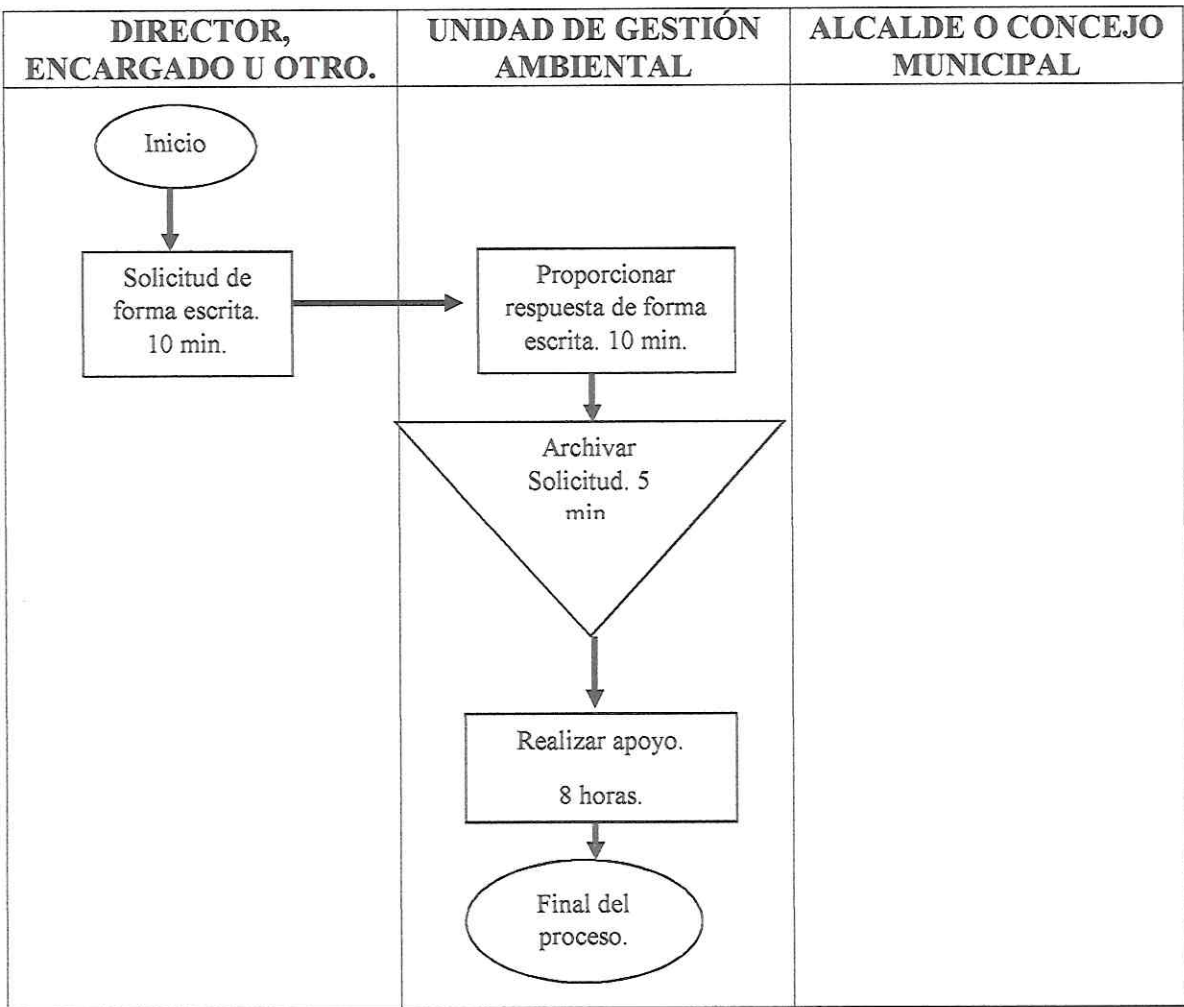 DIRECTOR,
ENCARGADO U OTRO.
UNIDAD DE GESTIÓN
AMBIENTAL
ALCALDE O CONCEJO
MUNICIPAL
Inicio
Solicitud de
forma escrita.
10 min.
Proporcionar
respuesta de forma
escrita. 10 min.
Archivar
Solicitud. 5
min
Realizar apoyo.
8 horas.
Final del
proceso.